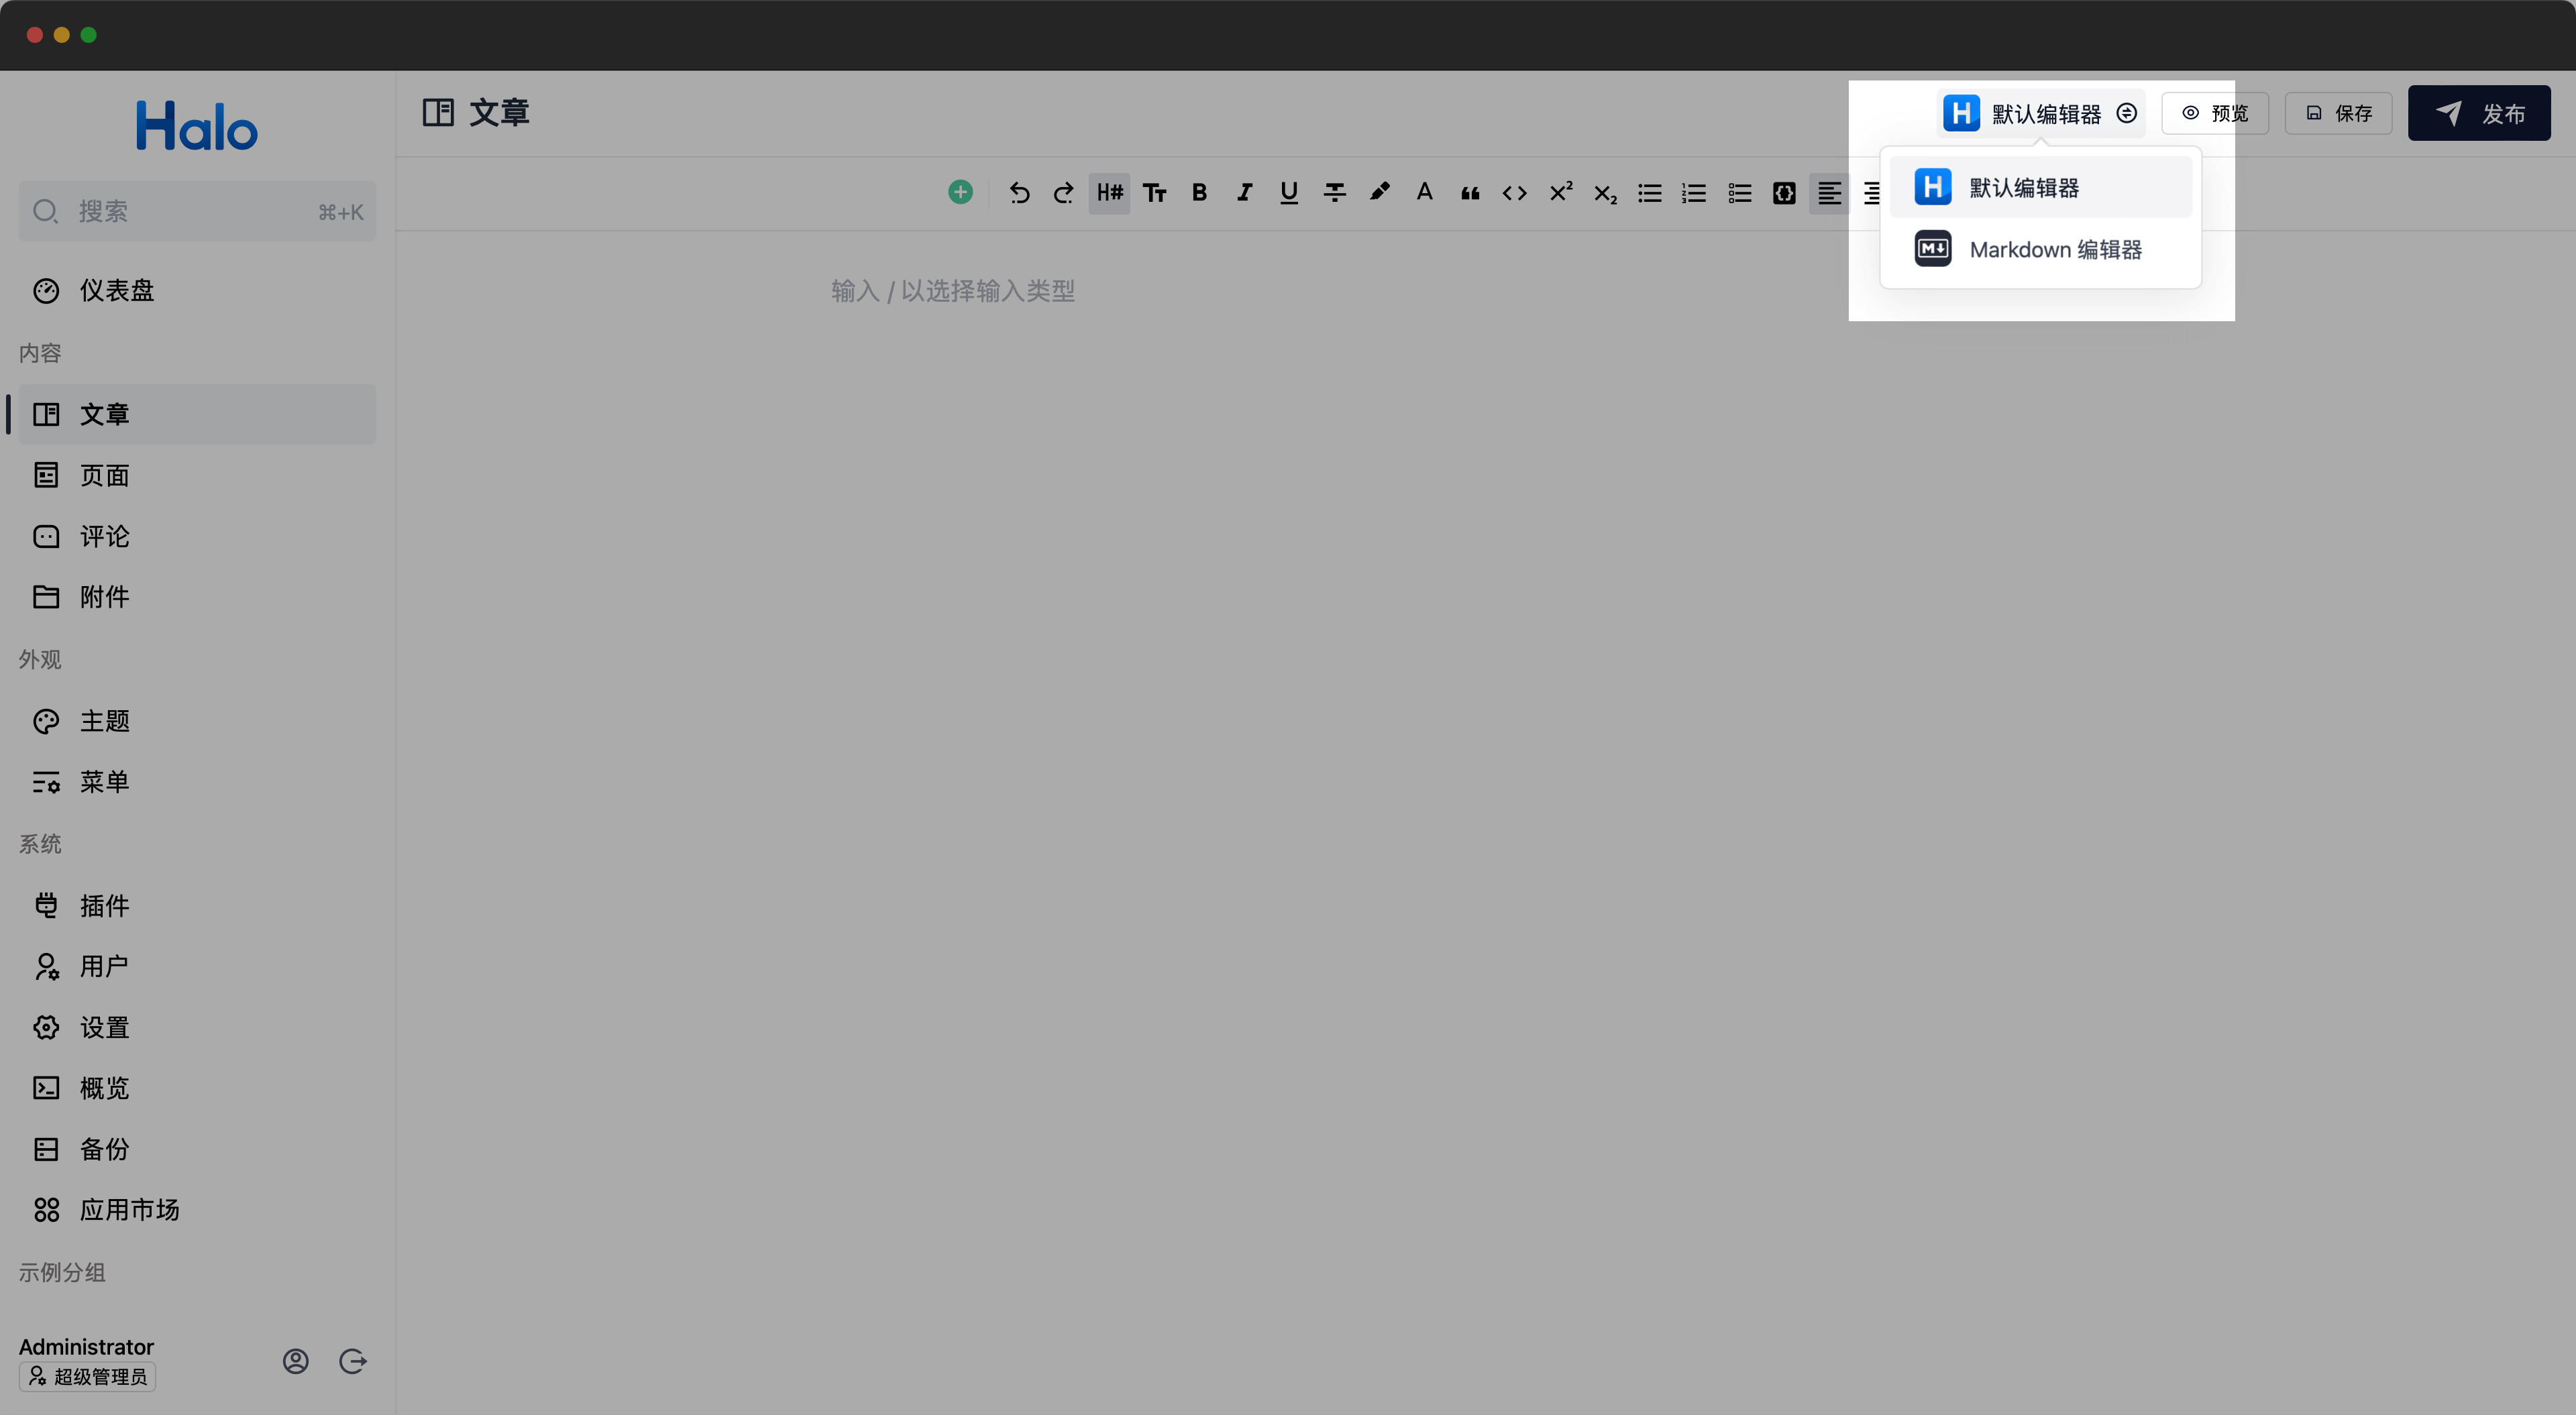 Halo
搜索
⌘+K
仪表盘
内容
文章
页面
评论
附件
外观
主题
菜单
系统
插件
用户
设置
概览
备份
应用市场
示例分组
Administrator
超级管理员
文章
默认编辑器
预览
保存
发布
默认编辑器
Markdown 编辑器
输入 / 以选择输入类型